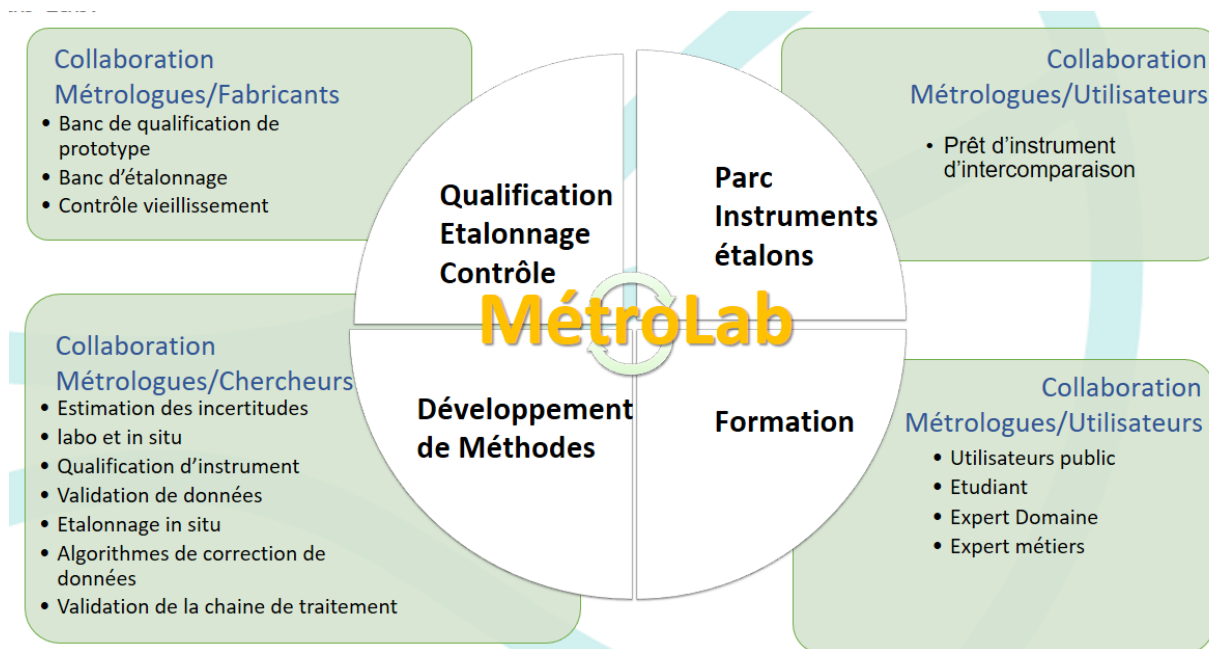 Collaboration
Métrologues/Fabricants
• Banc de qualification de
prototype
• Banc d'étalonnage
• Contrôle vieillissement
Qualification
Etalonnage
Contrôle
Parc
Instruments
étalons
Collaboration
Métrologues/Utilisateurs
• Prêt d'instrument
d'intercomparaison
MétroLab
Collaboration
Métrologues/Chercheurs
• Estimation des incertitudes
• labo et in situ
• Qualification d'instrument
• Validation de données
• Etalonnage in situ
• Algorithmes de correction de
données
• Validation de la chaine de traitement
Développement
de Méthodes
Formation
Collaboration
Métrologues/Utilisateurs
• Utilisateurs public
• Etudiant
• Expert Domaine
• Expert métiers